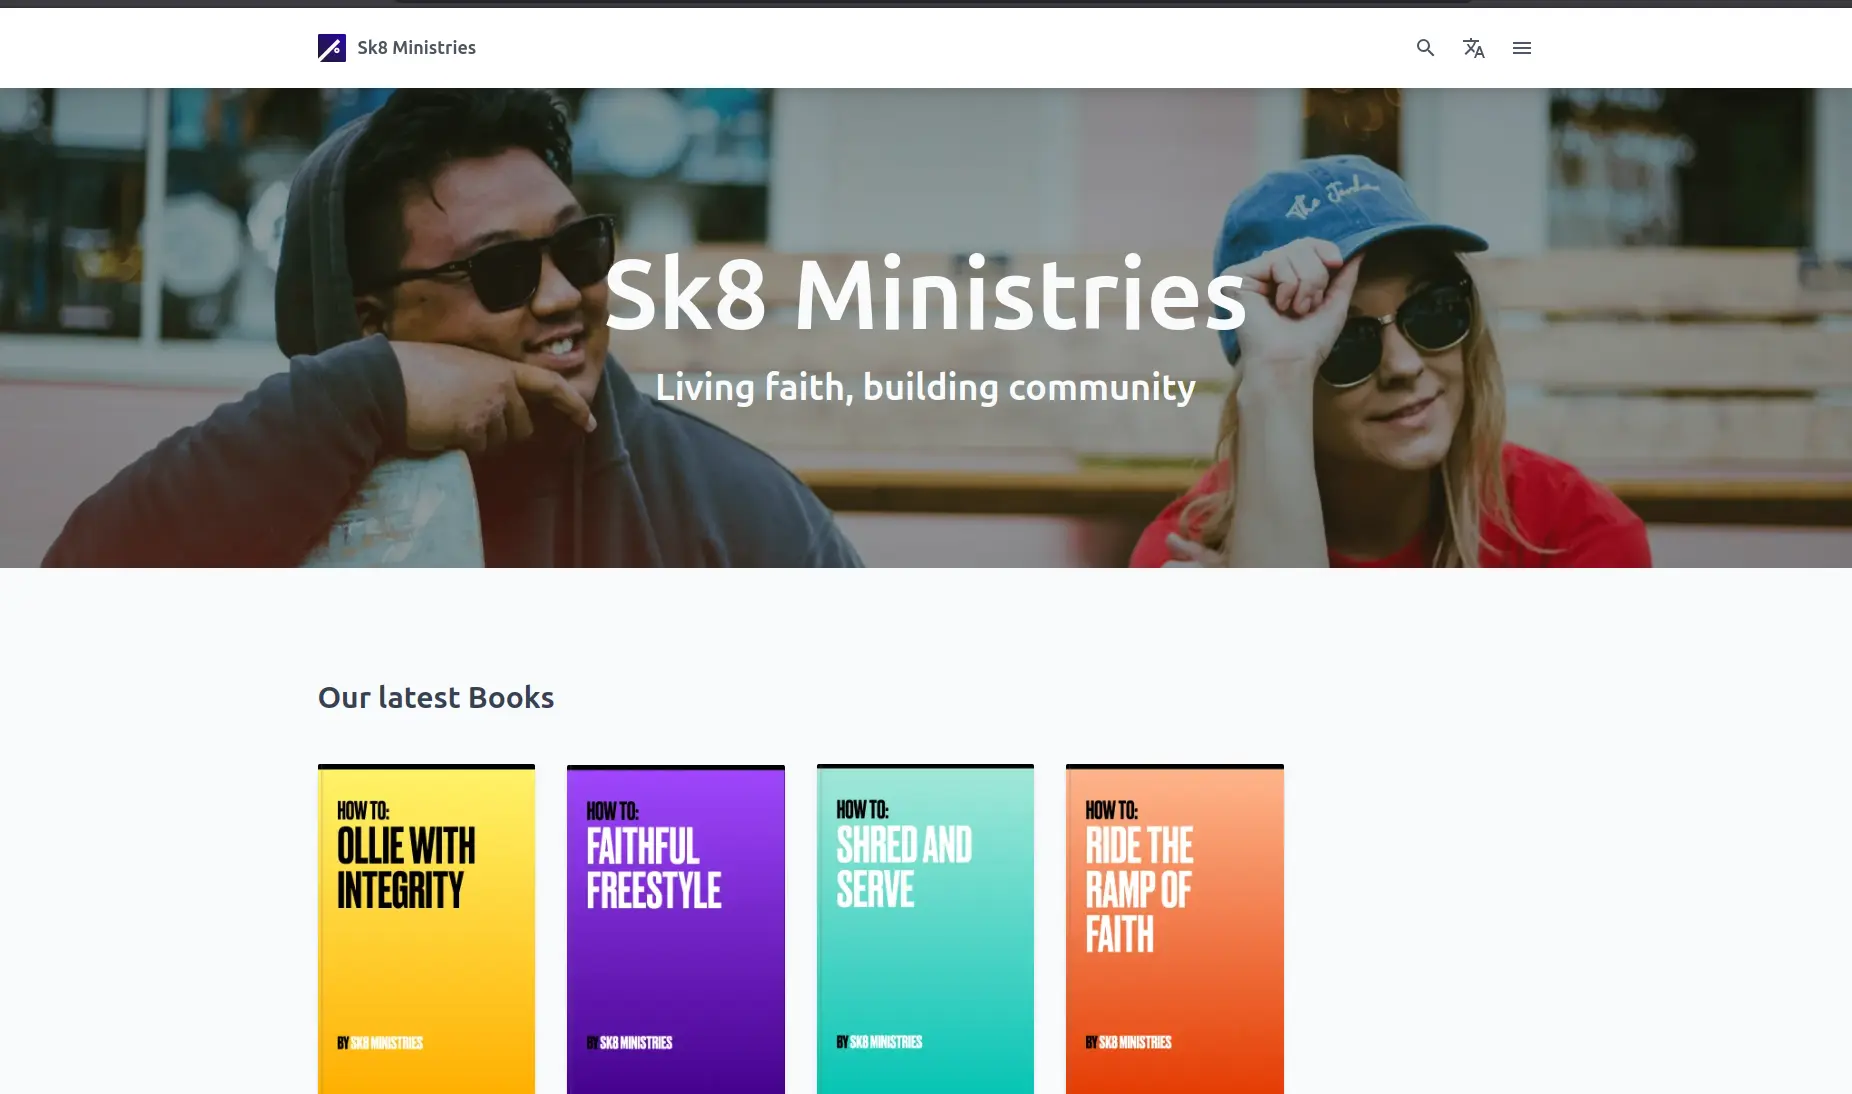 Sk8 Ministries
The Jordan
Sk8 Ministries
Living faith, building community
Our latest Books
HOW TO:
OLLIE WITH
INTEGRITY
BY SK8 MINISTRIES
HOW TO:
FAITHFUL
FREESTYLE
BY SK8 MINISTRIES
HOW TO:
SHRED AND
SERVE
BY SK8 MINISTRIES
HOW TO:
RIDE THE
RAMP OF
FAITH
BY SK8 MINISTRIES